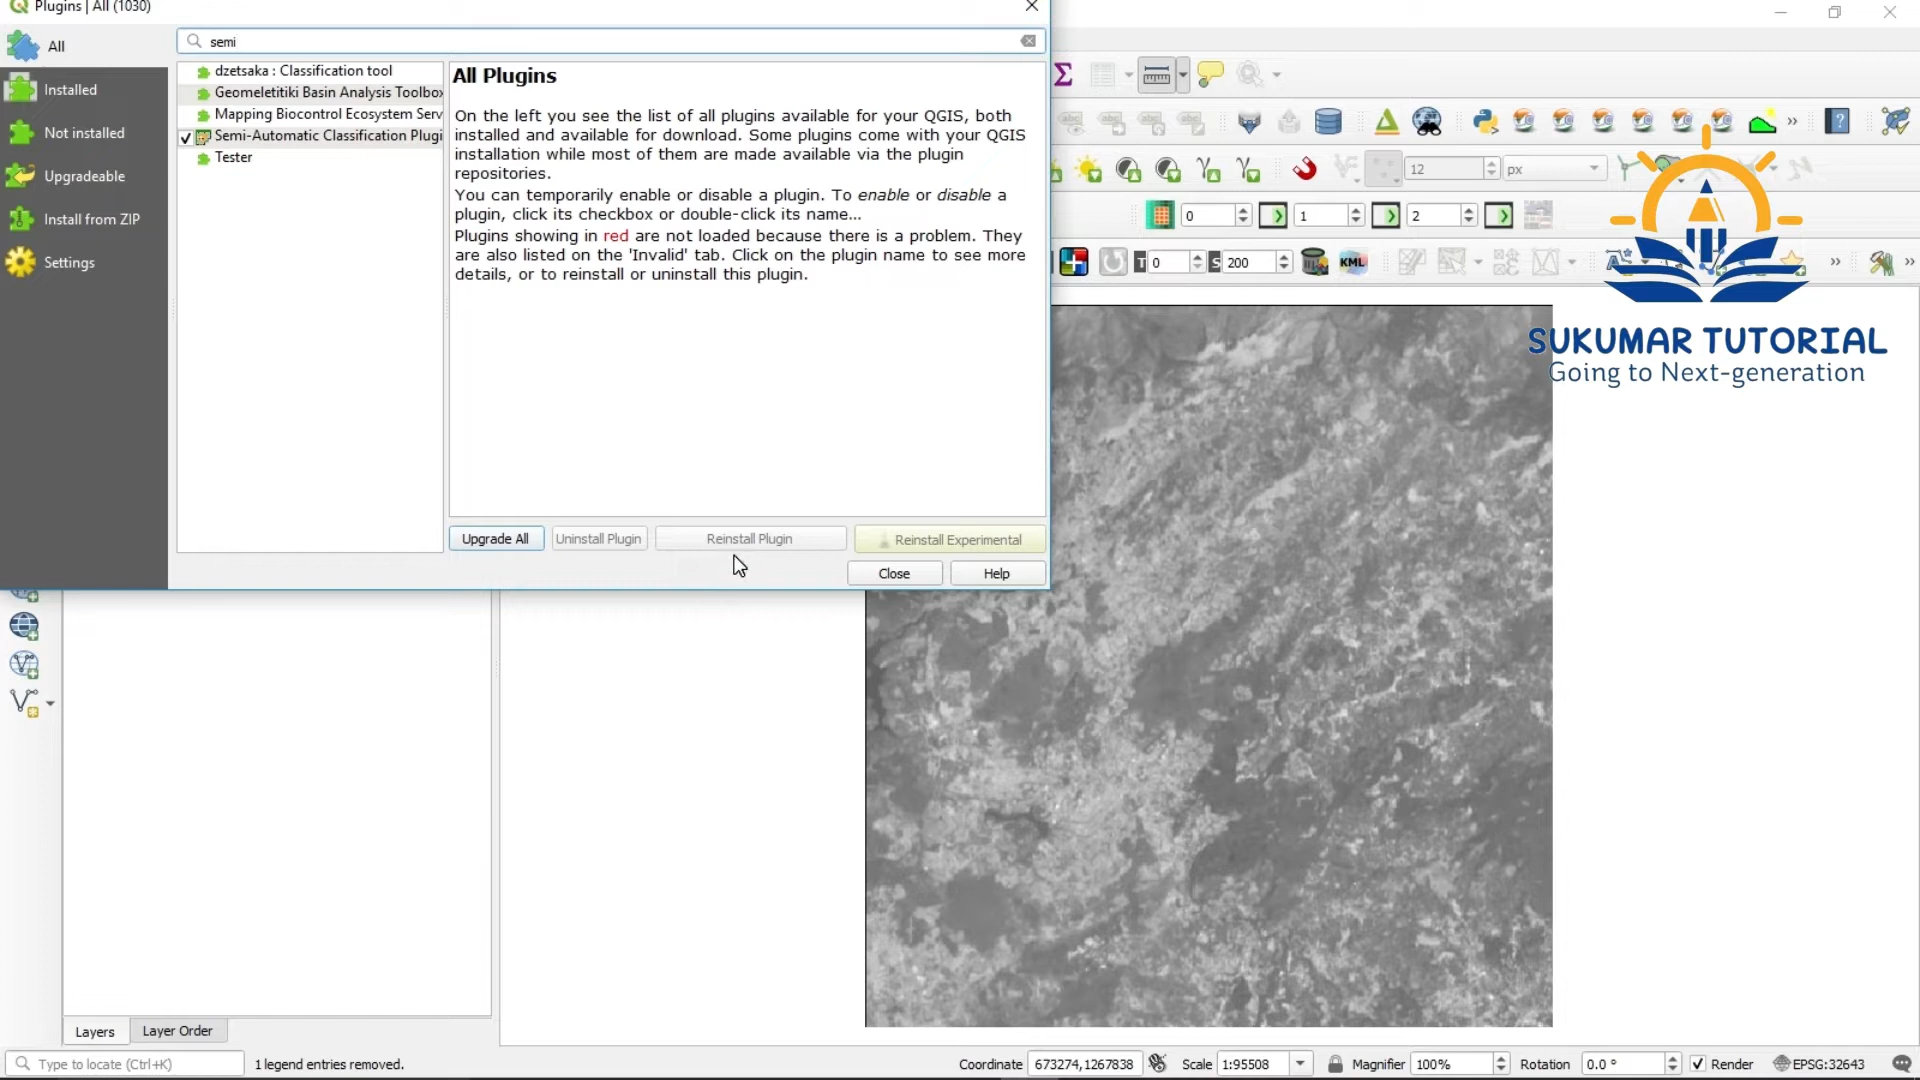 Plugins | All (1030)
All
semi
Installed
Not installed
Upgradeable
Install from ZIP
Settings
dzetsaka : Classification tool
Geomeletitiki Basin Analysis Toolbox
Mapping Biocontrol Ecosystem Serv
Semi-Automatic Classification Plugi
Tester
All Plugins
On the left you see the list of all plugins available for your QGIS, both
installed and available for download. Some plugins come with your QGIS
installation while most of them are made available via the plugin
repositories.
You can temporarily enable or disable a plugin. To enable or disable a
plugin, click its checkbox or double-click its name...
Plugins showing in red are not loaded because there is a problem. They
are also listed on the 'Invalid' tab. Click on the plugin name to see more
details, or to reinstall or uninstall this plugin.
Upgrade All
Uninstall Plugin
Reinstall Plugin
Reinstall Experimental
Close
Help
12
px
0
1
2
T 0
S 200
KML
SUKUMAR TUTORIAL
Going to Next-generation
Layers
Layer Order
Type to locate (Ctrl+K)
1 legend entries removed.
Coordinate 673274,1267838
Scale 1:95508
Magnifier 100%
Rotation 0.0 °
Render
EPSG:32643